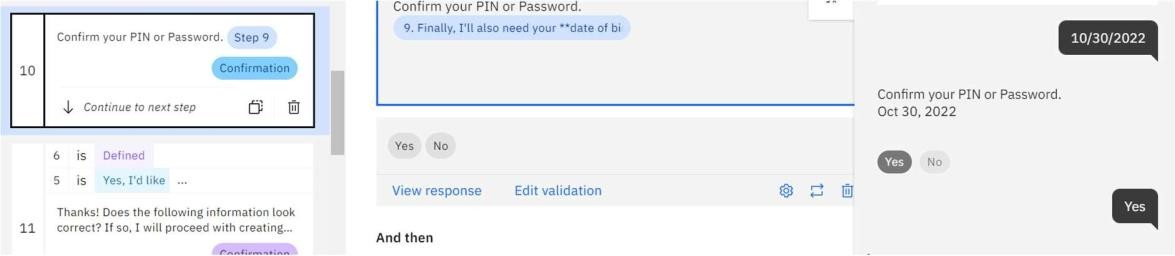 Confirm your PIN or Password. Step 9
Confirmation
10
Continue to next step
6 is Defined
5 is Yes, I'd like ...
Thanks! Does the following information look
correct? If so, I will proceed with creating...
11
Confirmation
Confirm your PIN or Password.
9. Finally, I'll also need your **date of bi
Yes No
View response Edit validation
And then
10/30/2022
Confirm your PIN or Password.
Oct 30, 2022
Yes No
Yes